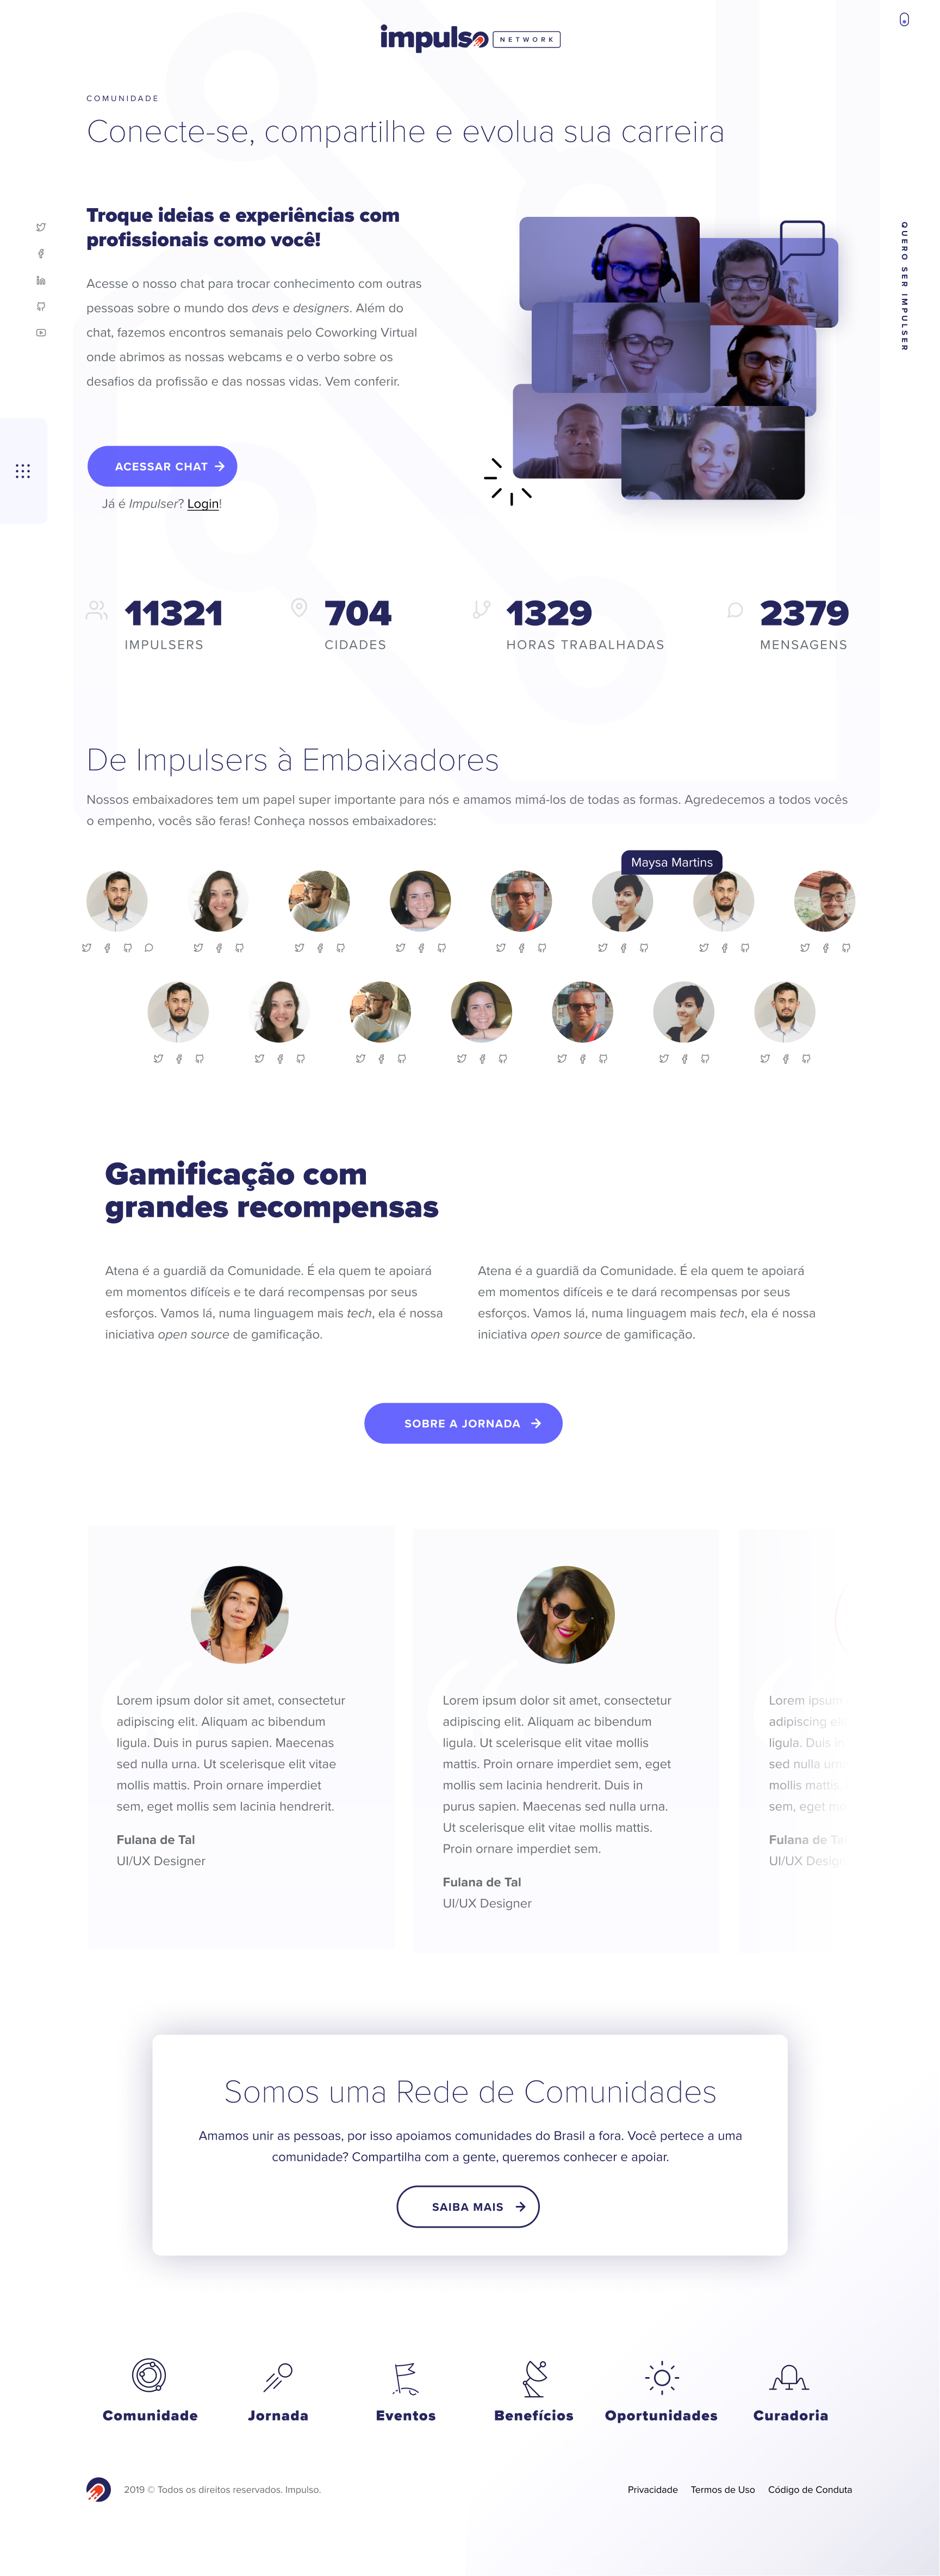 impulso NETWORK
COMUNIDADE
Conecte-se, compartilhe e evolua sua carreira
QUERO SER IMPULSER
Troque ideias e experiências com
profissionais como você!
Acesse o nosso chat para trocar conhecimento com outras
pessoas sobre o mundo dos devs e designers. Além do
chat, fazemos encontros semanais pelo Coworking Virtual
onde abrimos as nossas webcams e o verbo sobre os
desafios da profissão e das nossas vidas. Vem conferir.
ACESSAR CHAT
Já é Impulser? Login!
11321
IMPULSERS
704
CIDADES
1329
HORAS TRABALHADAS
2379
MENSAGENS
De Impulsers à Embaixadores
Nossos embaixadores tem um papel super importante para nós e amamos mimá-los de todas as formas. Agredecemos a todos vocês
o empenho, vocês são feras! Conheça nossos embaixadores:
Maysa Martins
Gamificação com
grandes recompensas
Atena é a guardiã da Comunidade. É ela quem te apoiará
em momentos difíceis e te dará recompensas por seus
esforços. Vamos lá, numa linguagem mais tech, ela é nossa
iniciativa open source de gamificação.
Atena é a guardiã da Comunidade. É ela quem te apoiará
em momentos difíceis e te dará recompensas por seus
esforços. Vamos lá, numa linguagem mais tech, ela é nossa
iniciativa open source de gamificação.
SOBRE A JORNADA
Lorem ipsum dolor sit amet, consectetur
adipiscing elit. Aliquam ac bibendum
ligula. Duis in purus sapien. Maecenas
sed nulla urna. Ut scelerisque elit vitae
mollis mattis. Proin ornare imperdiet
sem, eget mollis sem lacinia hendrerit.
Fulana de Tal
UI/UX Designer
Lorem ipsum dolor sit amet, consectetur
adipiscing elit. Aliquam ac bibendum
ligula. Ut scelerisque elit vitae mollis
mattis. Proin ornare imperdiet sem, eget
mollis sem lacinia hendrerit. Duis in
purus sapien. Maecenas sed nulla urna.
Ut scelerisque elit vitae mollis mattis.
Proin ornare imperdiet sem.
Fulana de Tal
UI/UX Designer
Lorem ipsum
adipiscing
ligula. Duis in
sed nulla
mollis mattis.
sem, eget
Fulana de Tal
UI/UX
Somos uma Rede de Comunidades
Amamos unir as pessoas, por isso apoiamos comunidades do Brasil a fora. Você pertece a uma
comunidade? Compartilha com a gente, queremos conhecer e apoiar.
SAIBA MAIS
Comunidade
Jornada
Eventos
Benefícios
Oportunidades
Curadoria
2019 © Todos os direitos reservados. Impulso.
Privacidade
Termos de Uso
Código de Conduta